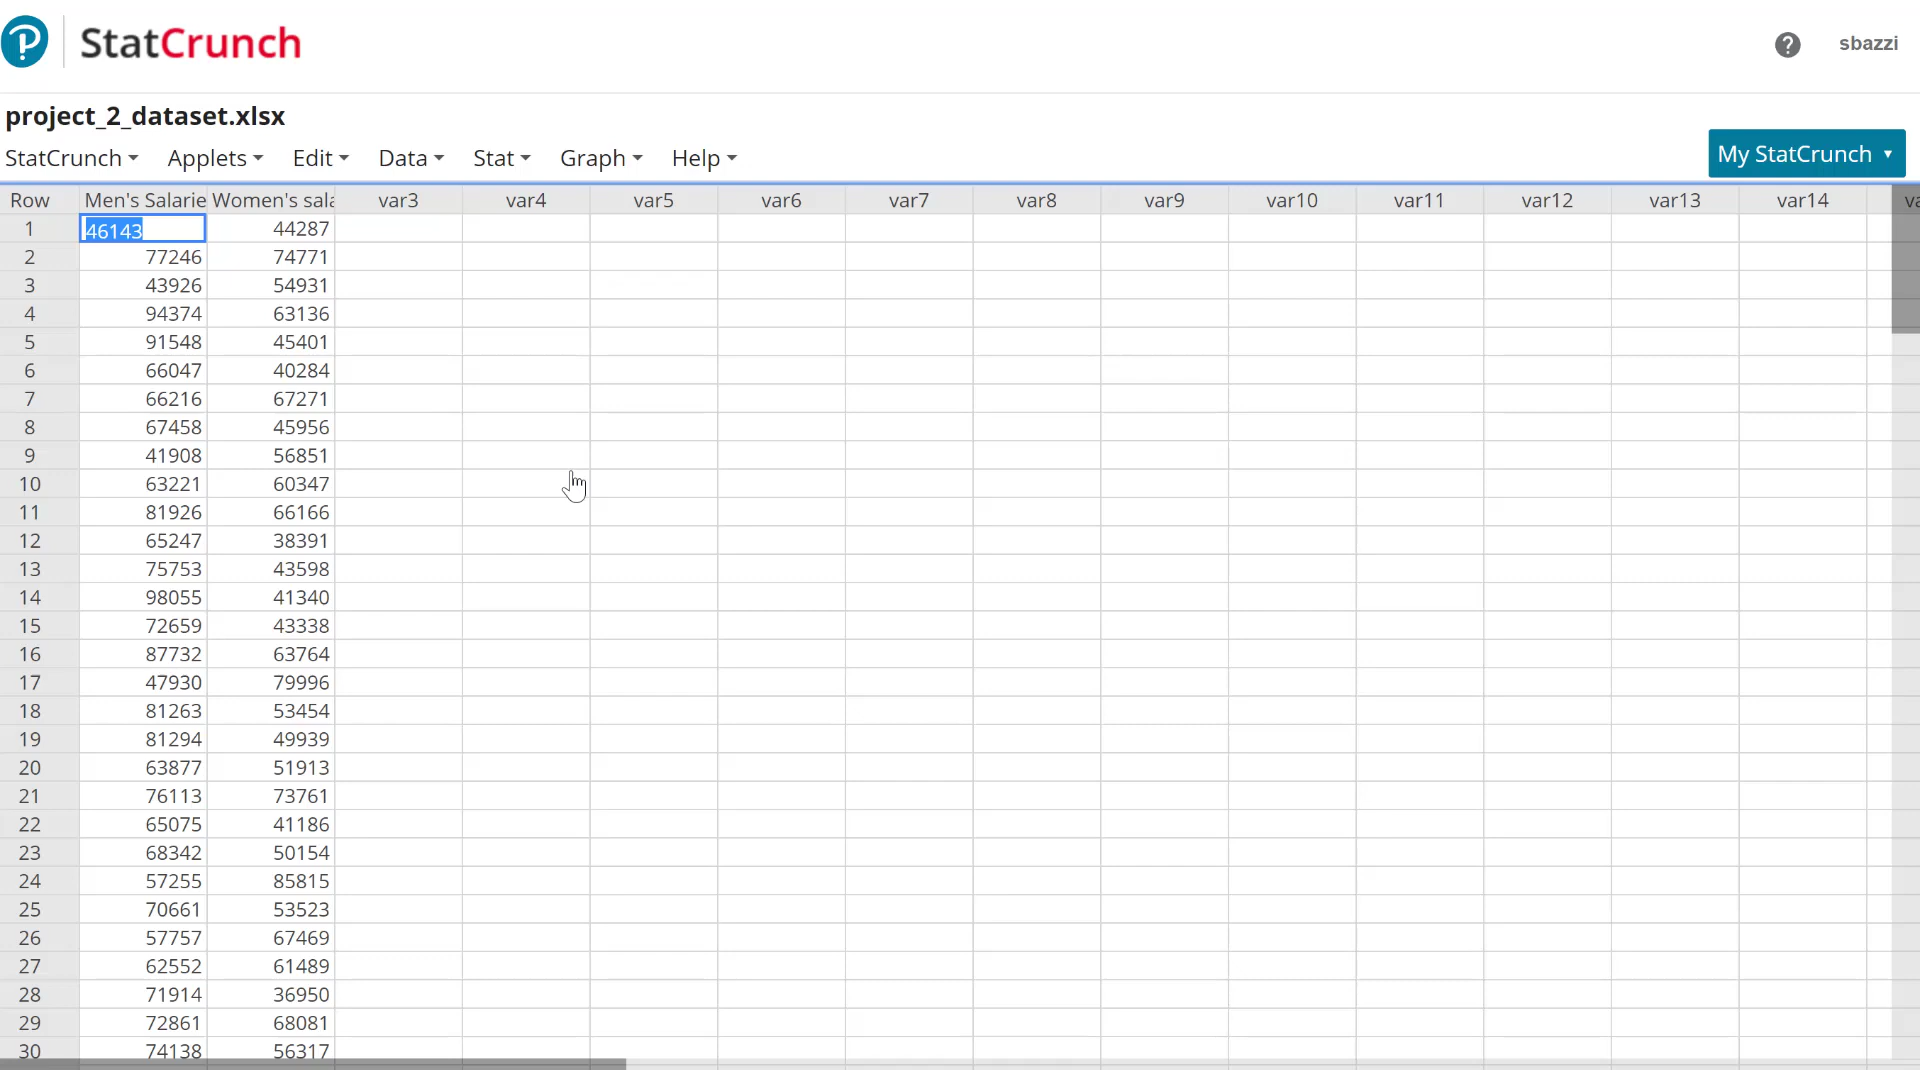 StatCrunch
sbazzi
project_2_dataset.xlsx
StatCrunch Applets Edit Data Stat Graph Help
My StatCrunch
Row Men's Salarie Women's sala var3 var4 var5 var6 var7 var8 var9 var10 var11 var12 var13 var14 va
1 46143 44287
2 77246 74771
3 43926 54931
4 94374 63136
5 91548 45401
6 66047 40284
7 66216 67271
8 67458 45956
9 41908 56851
10 63221 60347
11 81926 66166
12 65247 38391
13 75753 43598
14 98055 41340
15 72659 43338
16 87732 63764
17 47930 79996
18 81263 53454
19 81294 49939
20 63877 51913
21 76113 73761
22 65075 41186
23 68342 50154
24 57255 85815
25 70661 53523
26 57757 67469
27 62552 61489
28 71914 36950
29 72861 68081
30 74138 56317